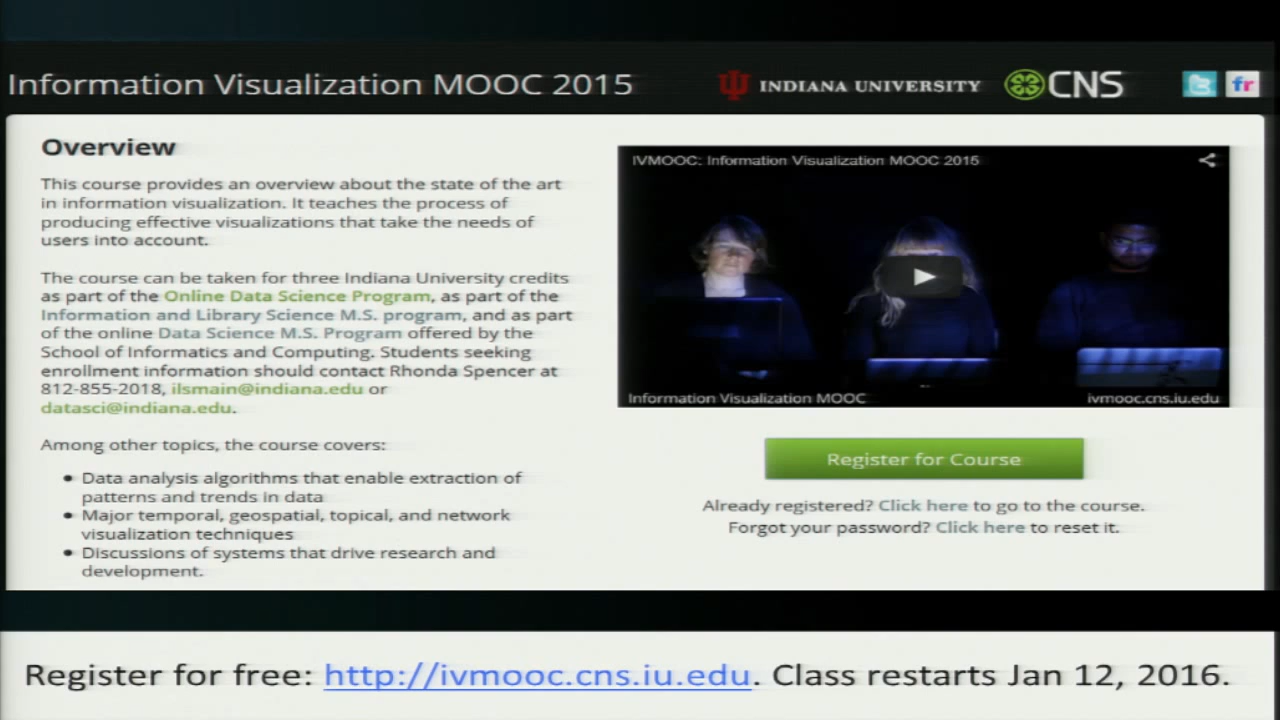 Information Visualization MOOC 2015
INDIANA UNIVERSITY
CNS
fr
Overview
This course provides an overview about the state of the art
in information visualization. It teaches the process of
producing effective visualizations that take the needs of
users into account.
The course can be taken for three Indiana University credits
as part of the Online Data Science Program, as part of the
Information and Library Science M.S. program, and as part
of the online Data Science M.S. Program offered by the
School of Informatics and Computing. Students seeking
enrollment information should contact Rhonda Spencer at
812-855-2018, ilsmain@indiana.edu or
datasci@indiana.edu.
Among other topics, the course covers:
• Data analysis algorithms that enable extraction of
patterns and trends in data
• Major temporal, geospatial, topical, and network
visualization techniques
• Discussions of systems that drive research and
development.
IVMOOC: Information Visualization MOOC 2015
Information Visualization MOOC
ivmooc.cns.iu.edu
Register for Course
Already registered? Click here to go to the course.
Forgot your password? Click here to reset it.
Register for free: http://ivmooc.cns.iu.edu. Class restarts Jan 12, 2016.